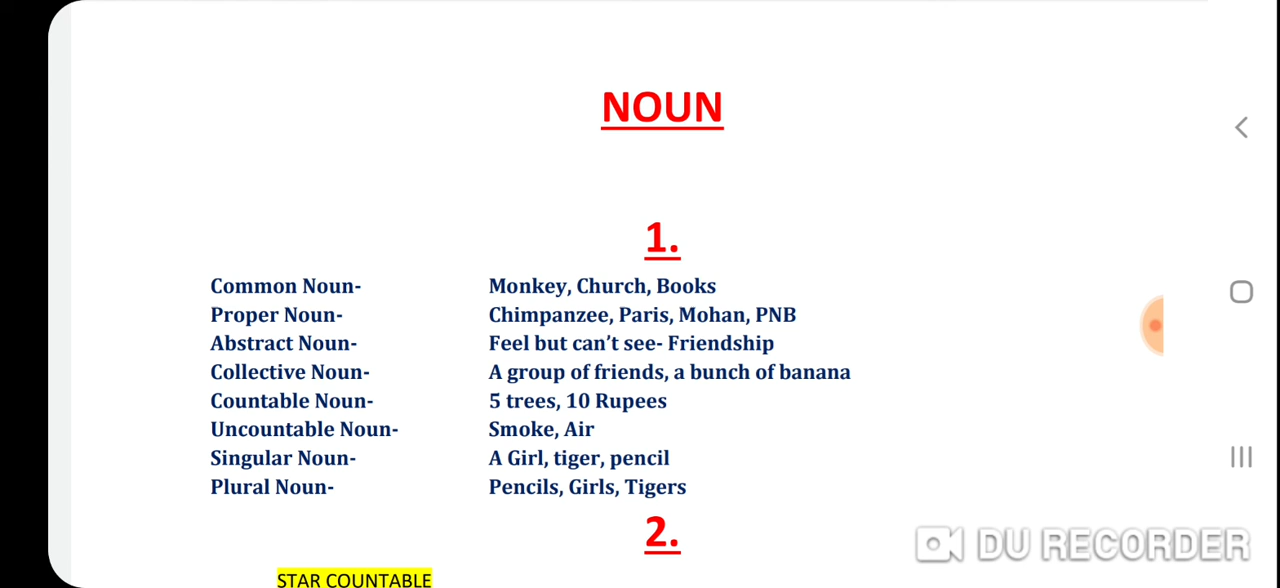 NOUN
1.
Common Noun- Monkey, Church, Books
Proper Noun- Chimpanzee, Paris, Mohan, PNB
Abstract Noun- Feel but can't see- Friendship
Collective Noun- A group of friends, a bunch of banana
Countable Noun- 5 trees, 10 Rupees
Uncountable Noun- Smoke, Air
Singular Noun- A Girl, tiger, pencil
Plural Noun- Pencils, Girls, Tigers
2.
DU RECORDER
STAR COUNTABLE